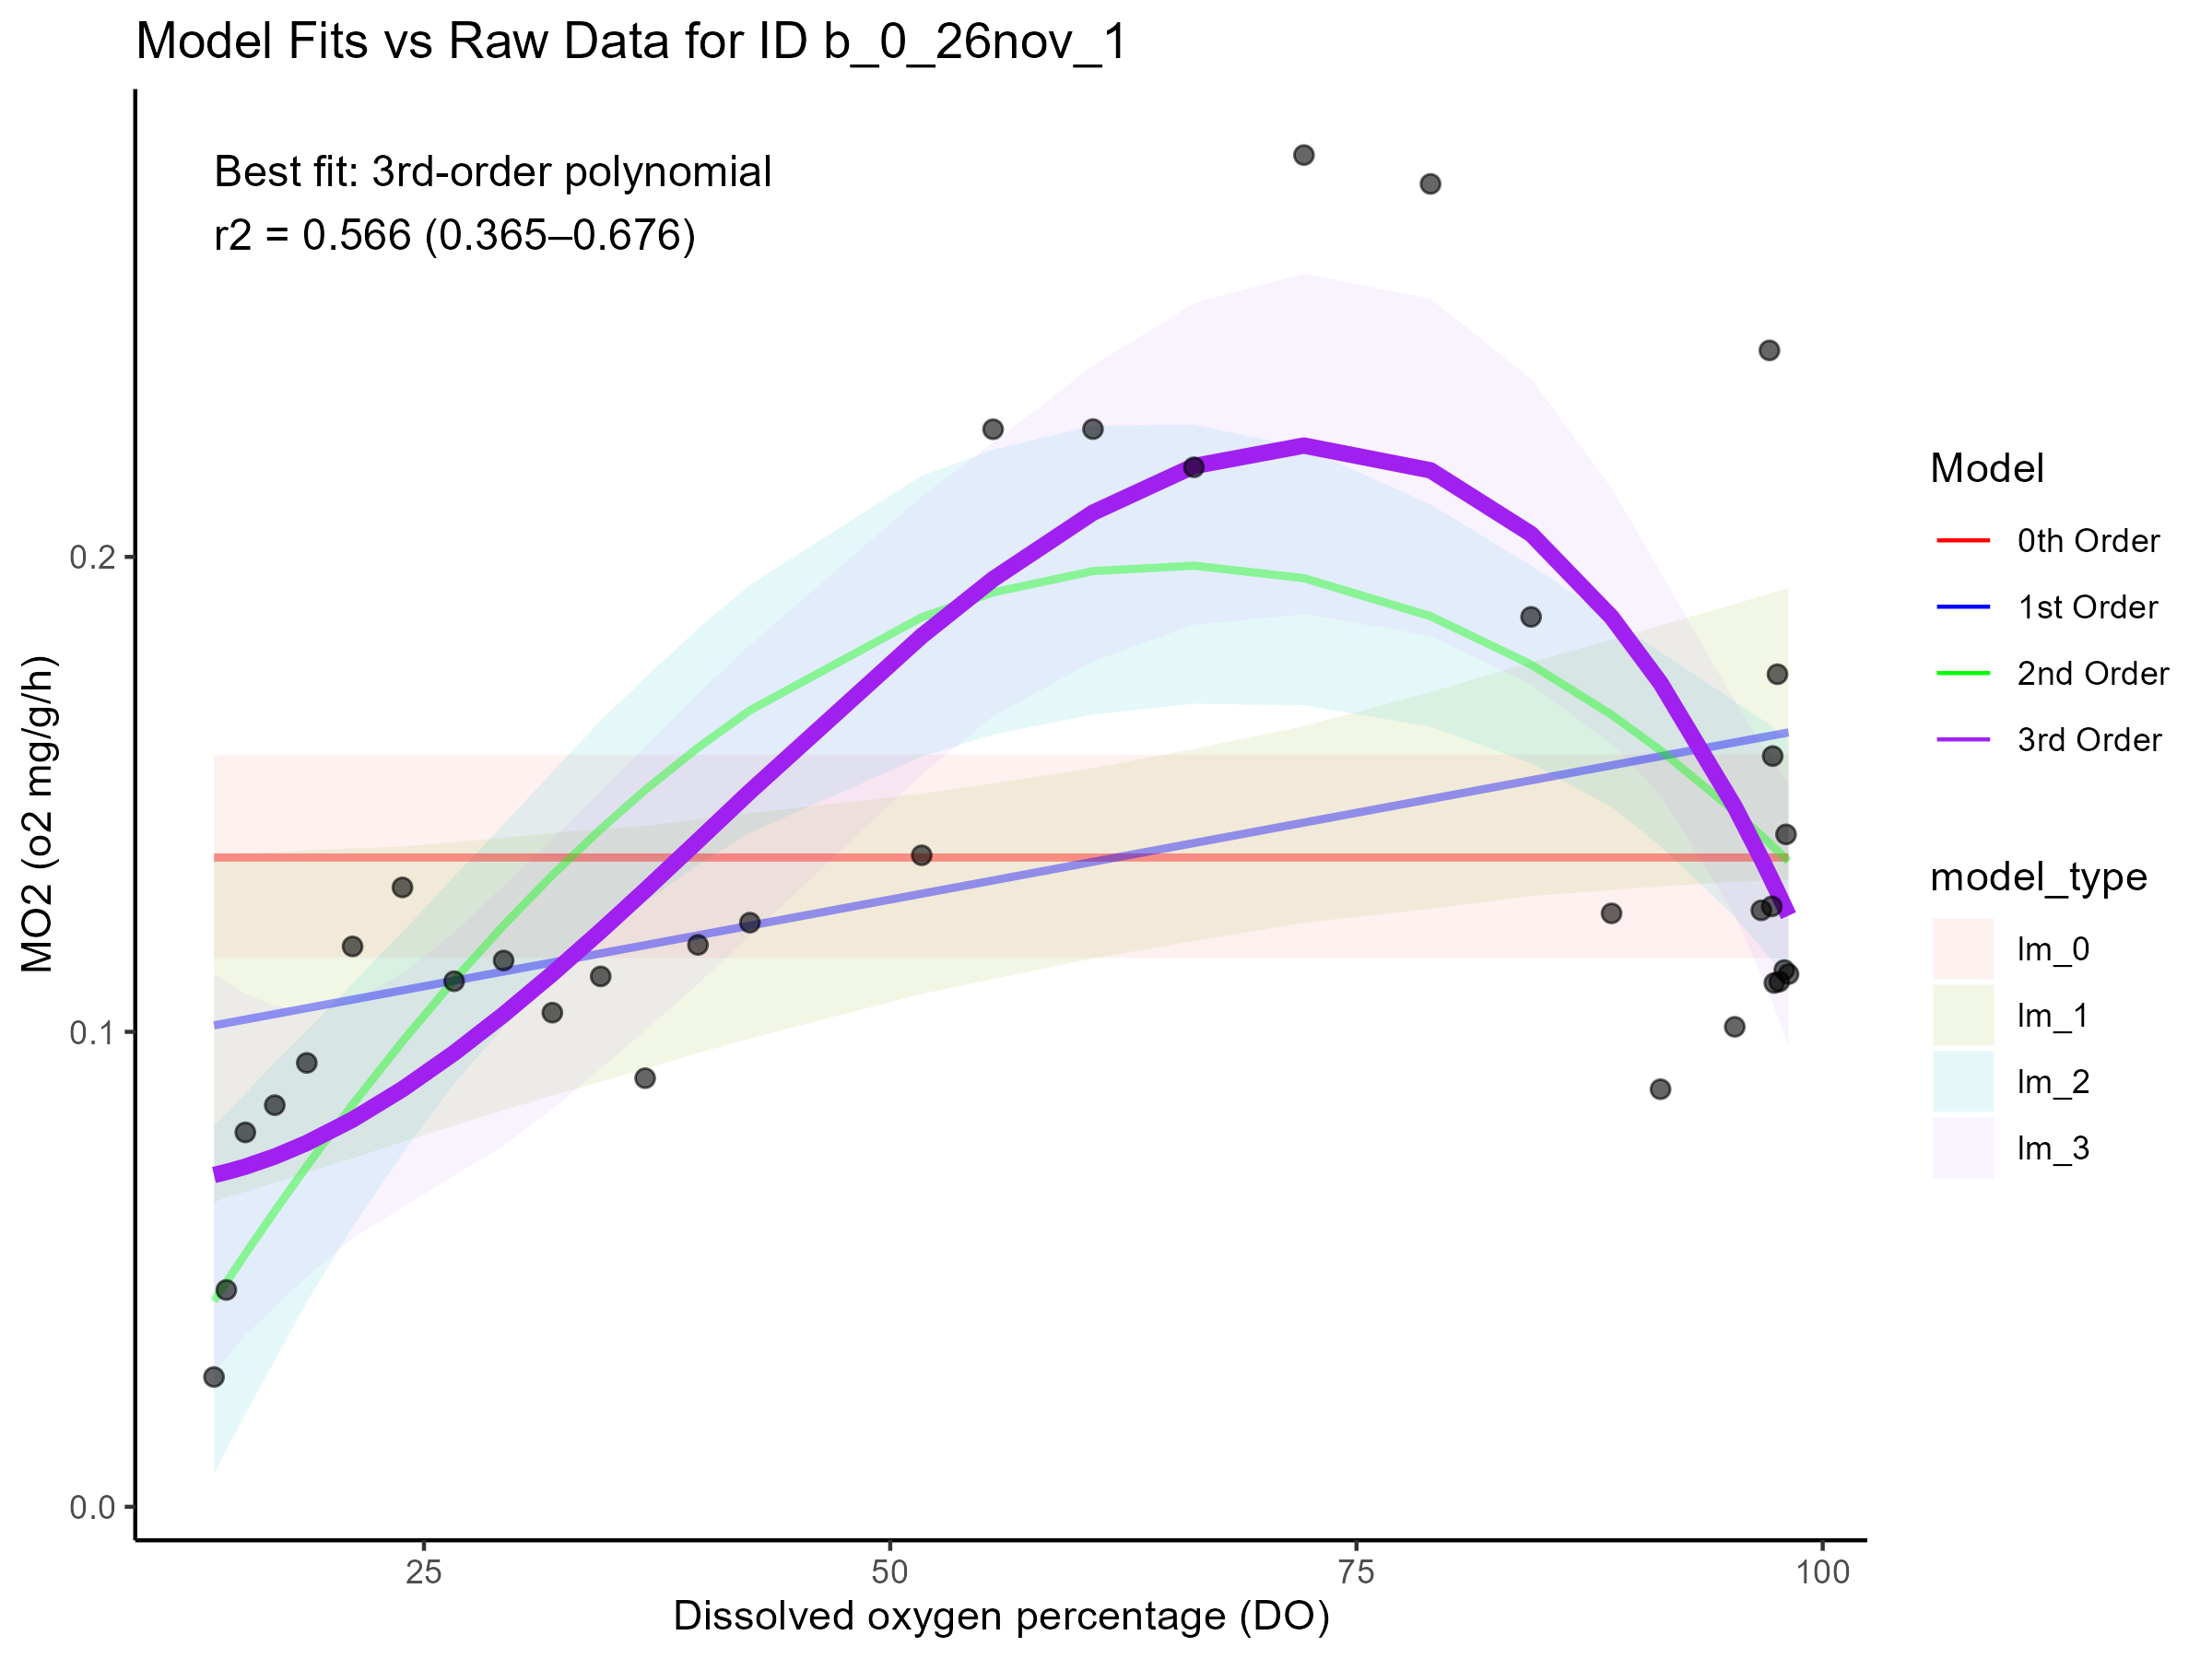 Model Fits vs Raw Data for ID b_0_26nov_1
Best fit: 3rd-order polynomial
r2 = 0.566 (0.365–0.676)
MO2 (o2 mg/g/h)
0.2
0.1
0.0
25
50
75
100
Dissolved oxygen percentage (DO)
Model
0th Order
1st Order
2nd Order
3rd Order
model_type
lm_0
lm_1
lm_2
lm_3